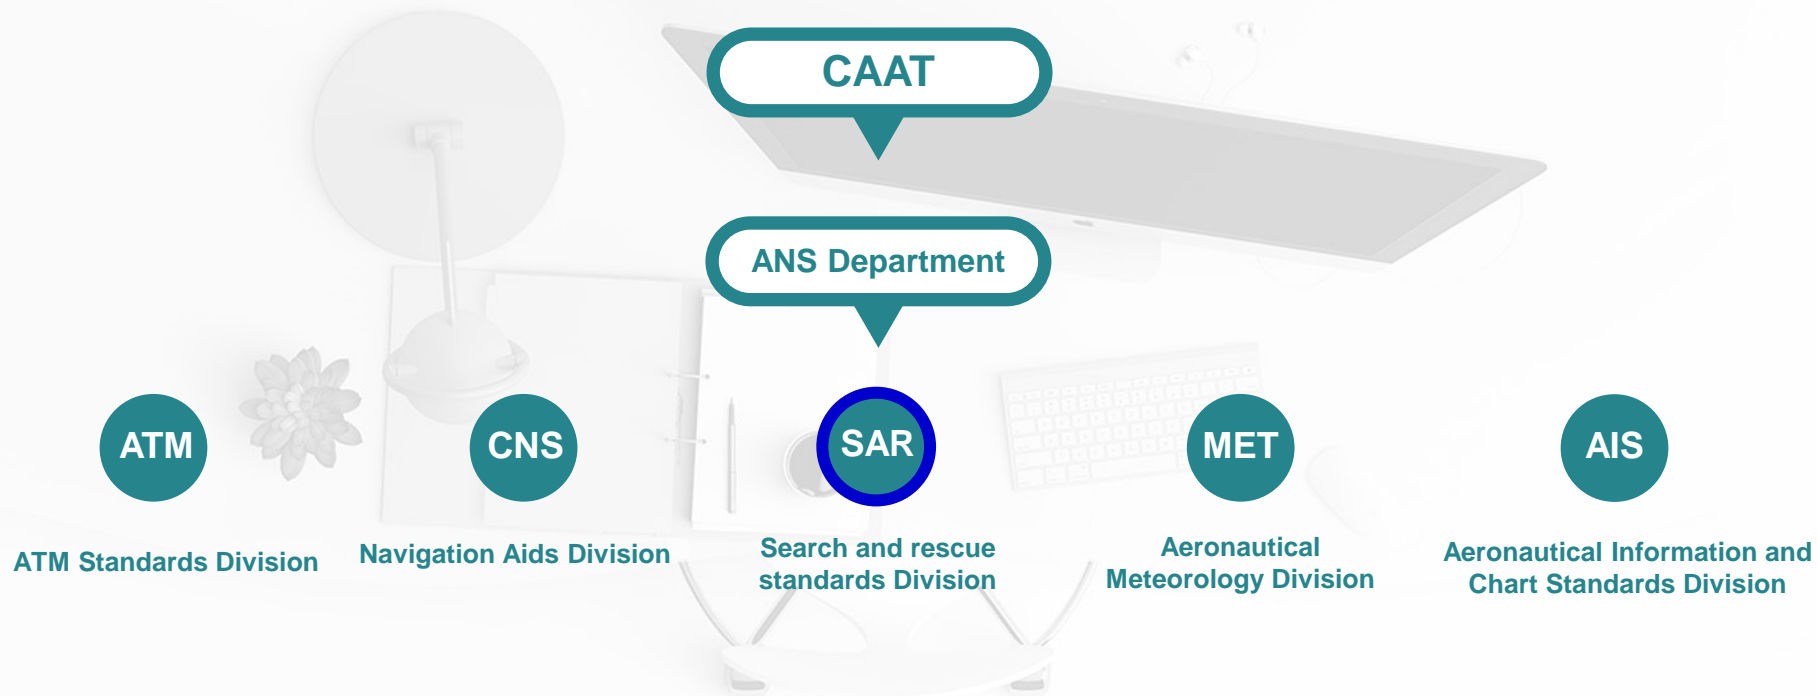 CAAT
ANS Department
ATM
CNS
SAR
MET
AIS
ATM Standards Division
Navigation Aids Division
Search and rescue
standards Division
Aeronautical
Meteorology Division
Aeronautical Information and
Chart Standards Division